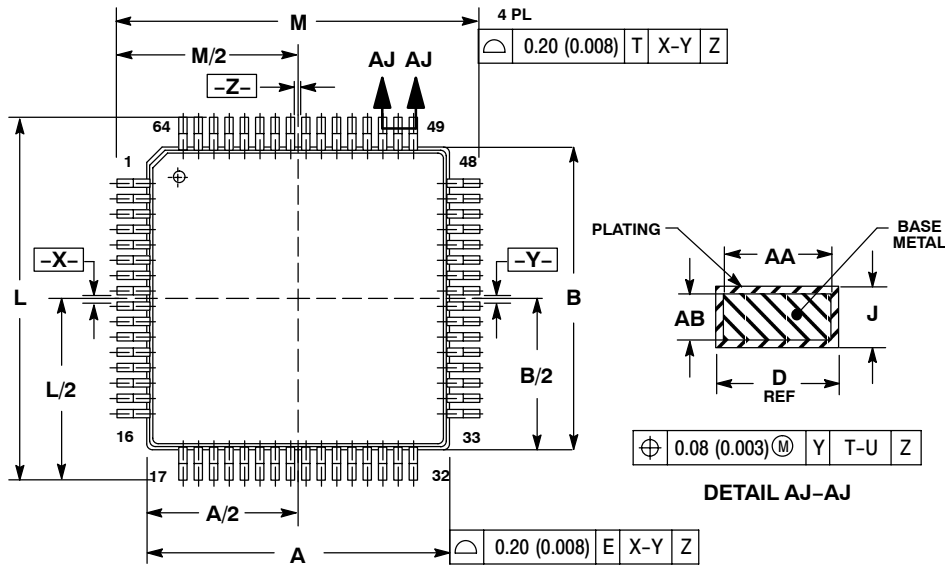 M
4 PL
⌓ 0.20 (0.008) T X–Y Z
M/2
–Z–
AJ AJ
64
49
1
48
–X–
–Y–
L
B
L/2
B/2
16
33
17
32
A/2
A
⌓ 0.20 (0.008) E X–Y Z
PLATING
BASE
METAL
AA
AB
J
D
REF
⌖ 0.08 (0.003) Ⓜ Y T–U Z
DETAIL AJ–AJ